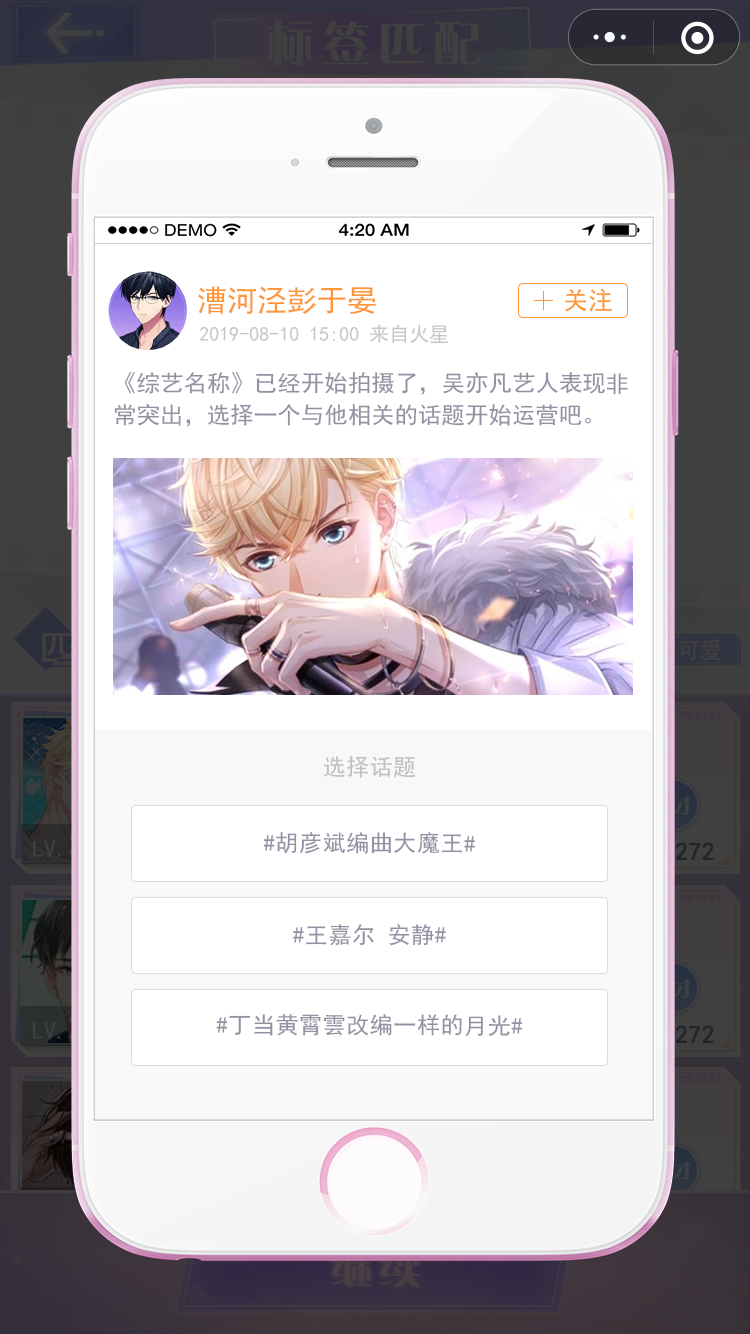 标签匹配
DEMO 4:20 AM
漕河泾彭于晏
+ 关注
2019-08-10 15:00 来自火星
《综艺名称》已经开始拍摄了，吴亦凡艺人表现非
常突出，选择一个与他相关的话题开始运营吧。
匹
可爱
选择话题
#胡彦斌编曲大魔王#
LV.
272
#王嘉尔 安静#
#丁当黄霄雲改编一样的月光#
LV.
272
继续